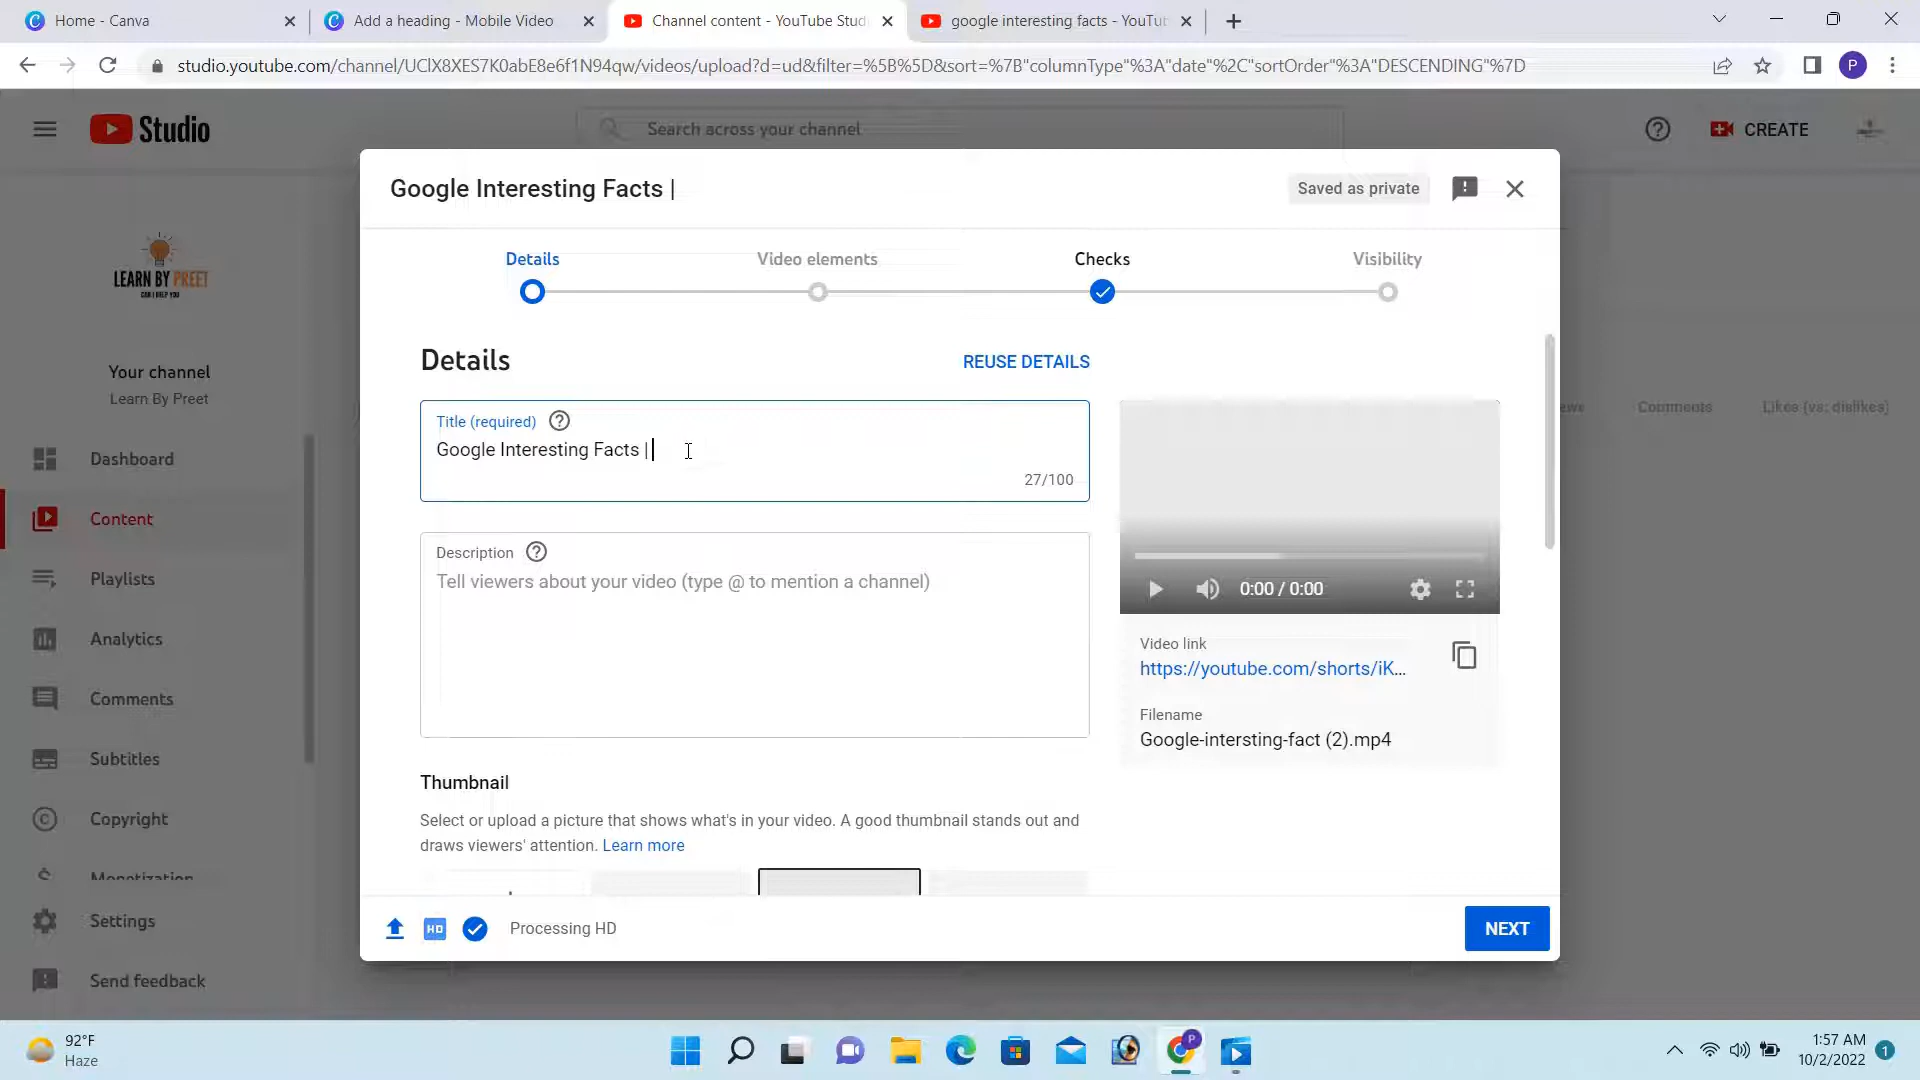 Home - Canva
Add a heading - Mobile Video
Channel content - YouTube Stud
google interesting facts - YouTu
studio.youtube.com/channel/UClX8XES7K0abE8e6f1N94qw/videos/upload?d=ud&filter=%5B%5D&sort=%7B"columnType"%3A"date"%2C"sortOrder"%3A"DESCENDING"%7D
P
Studio
Search across your channel
CREATE
Google Interesting Facts |
Saved as private
Details
Video elements
Checks
Visibility
LEARN BY PREET
CAN I HELP YOU
Your channel
Learn By Preet
Details
REUSE DETAILS
Title (required)
Google Interesting Facts |
27/100
Comments
Likes (vs. dislikes)
Dashboard
Content
Playlists
Analytics
Comments
Subtitles
Copyright
Monetization
Settings
Send feedback
Description
Tell viewers about your video (type @ to mention a channel)
0:00 / 0:00
Video link
https://youtube.com/shorts/iK...
Filename
Google-intersting-fact (2).mp4
Thumbnail
Select or upload a picture that shows what's in your video. A good thumbnail stands out and
draws viewers' attention. Learn more
HD
Processing HD
NEXT
92°F
Haze
P
1:57 AM
10/2/2022
1